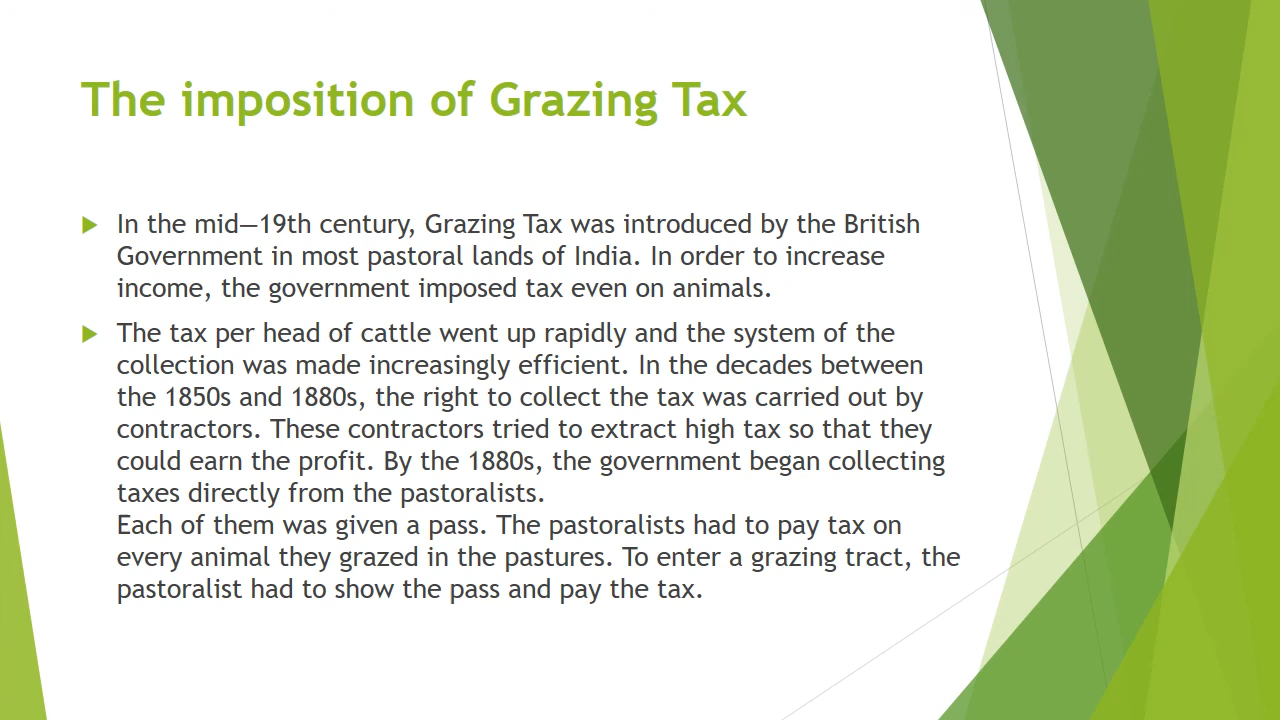 The imposition of Grazing Tax
In the mid—19th century, Grazing Tax was introduced by the British
Government in most pastoral lands of India. In order to increase
income, the government imposed tax even on animals.
The tax per head of cattle went up rapidly and the system of the
collection was made increasingly efficient. In the decades between
the 1850s and 1880s, the right to collect the tax was carried out by
contractors. These contractors tried to extract high tax so that they
could earn the profit. By the 1880s, the government began collecting
taxes directly from the pastoralists.
Each of them was given a pass. The pastoralists had to pay tax on
every animal they grazed in the pastures. To enter a grazing tract, the
pastoralist had to show the pass and pay the tax.